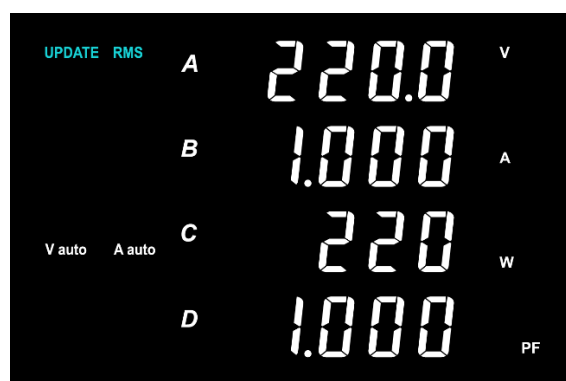 UPDATE RMS A 220.0 V
B 1.000 A
V auto A auto C 220 W
D 1.000 PF